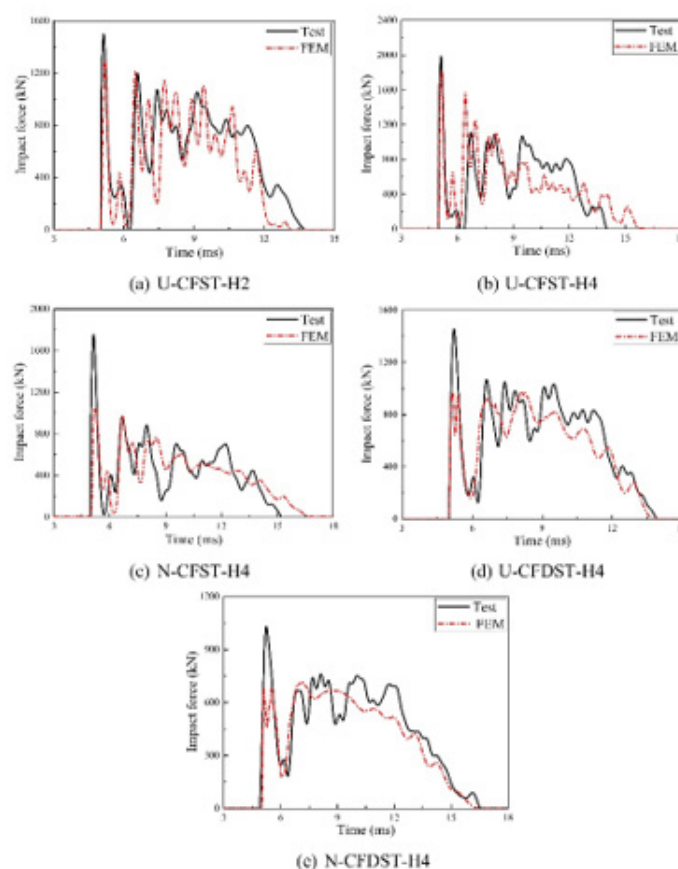 1600
1200
800
400
0
Impact force (kN)
Test
FEM
3 6 9 12 15
Time (ms)
(a) U-CFST-H2
2400
2000
1600
1200
800
400
0
Impact force (kN)
Test
FEM
3 6 9 12 15
Time (ms)
(b) U-CFST-H4
2000
1600
1200
800
400
0
Impact force (kN)
Test
FEM
3 6 9 12 15 18
Time (ms)
(c) N-CFST-H4
1600
1200
800
400
0
Impact force (kN)
Test
FEM
3 6 9 12 15
Time (ms)
(d) U-CFDST-H4
1200
900
600
300
0
Impact force (kN)
Test
FEM
3 6 9 12 15 18
Time (ms)
(e) N-CFDST-H4